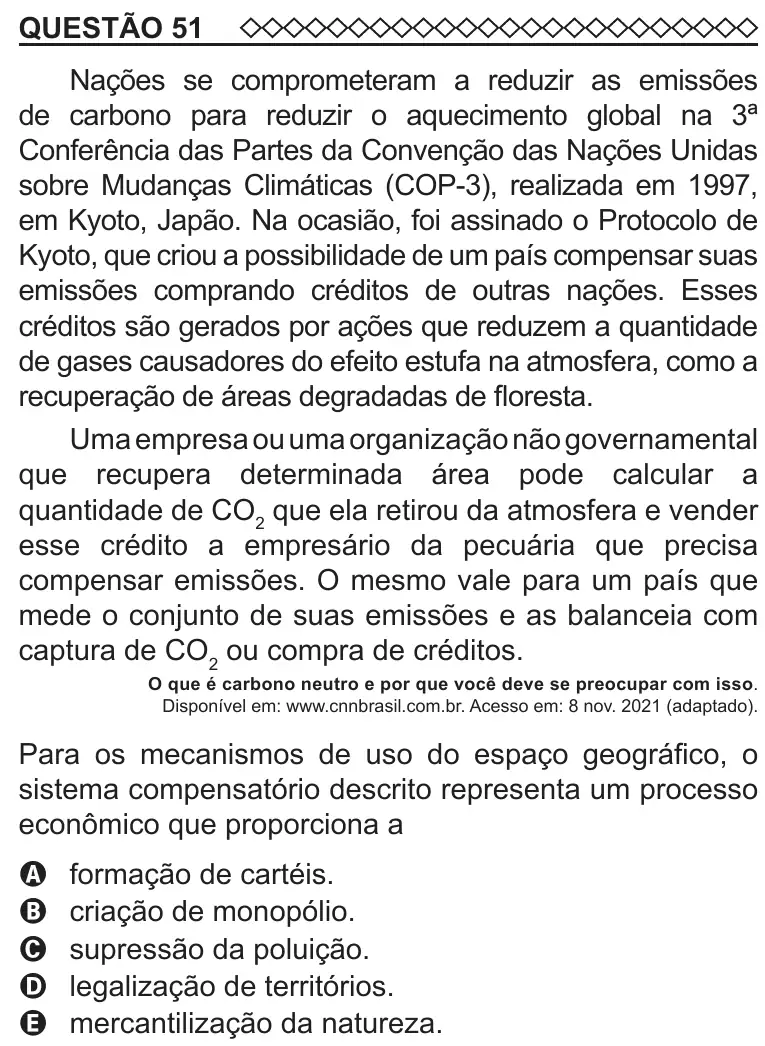 QUESTÃO 51
Nações se comprometeram a reduzir as emissões
de carbono para reduzir o aquecimento global na 3ª
Conferência das Partes da Convenção das Nações Unidas
sobre Mudanças Climáticas (COP-3), realizada em 1997,
em Kyoto, Japão. Na ocasião, foi assinado o Protocolo de
Kyoto, que criou a possibilidade de um país compensar suas
emissões comprando créditos de outras nações. Esses
créditos são gerados por ações que reduzem a quantidade
de gases causadores do efeito estufa na atmosfera, como a
recuperação de áreas degradadas de floresta.
Uma empresa ou uma organização não governamental
que recupera determinada área pode calcular a
quantidade de CO₂ que ela retirou da atmosfera e vender
esse crédito a empresário da pecuária que precisa
compensar emissões. O mesmo vale para um país que
mede o conjunto de suas emissões e as balanceia com
captura de CO₂ ou compra de créditos.
O que é carbono neutro e por que você deve se preocupar com isso.
Disponível em: www.cnnbrasil.com.br. Acesso em: 8 nov. 2021 (adaptado).
Para os mecanismos de uso do espaço geográfico, o
sistema compensatório descrito representa um processo
econômico que proporciona a
A formação de cartéis.
B criação de monopólio.
C supressão da poluição.
D legalização de territórios.
E mercantilização da natureza.